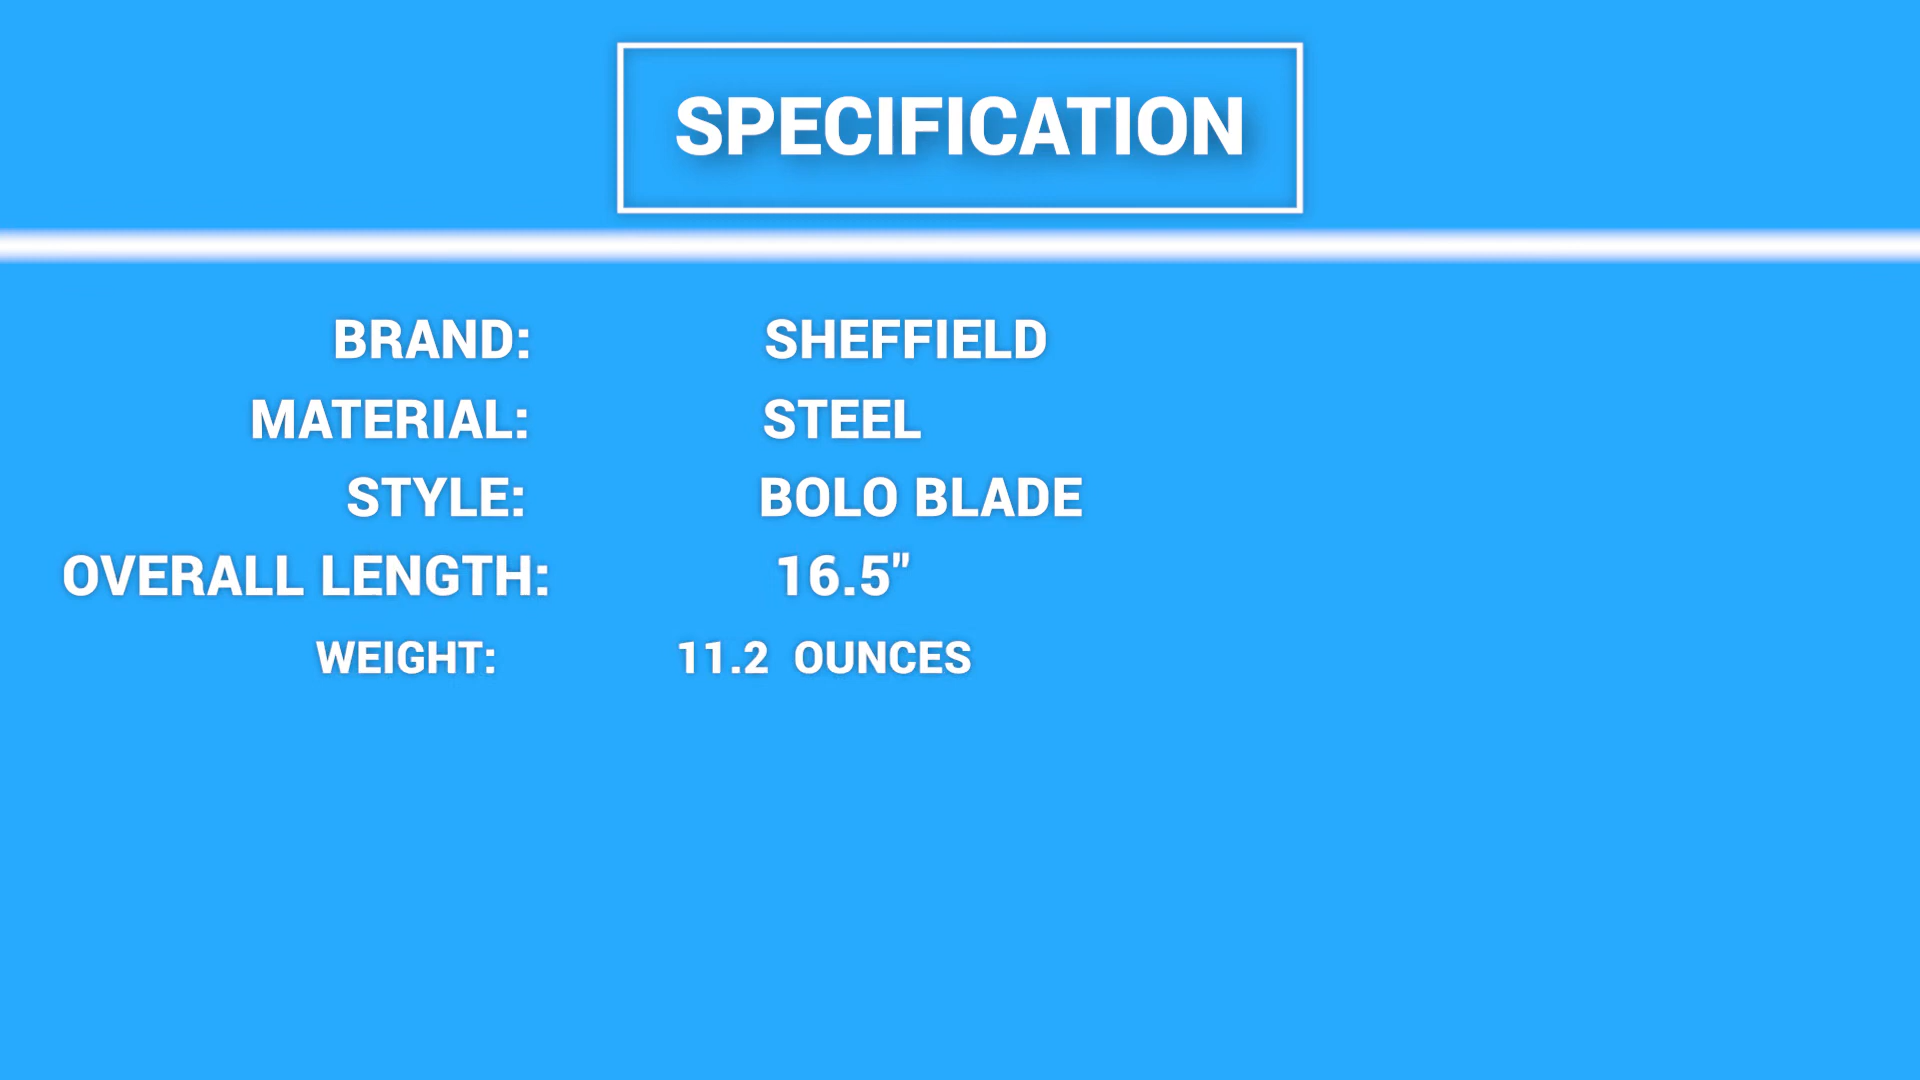 SPECIFICATION
BRAND: SHEFFIELD
MATERIAL: STEEL
STYLE: BOLO BLADE
OVERALL LENGTH: 16.5"
WEIGHT: 11.2 OUNCES